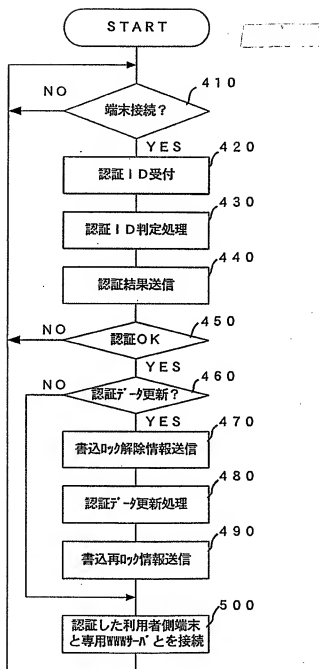 START
端末接続?
410
NO
YES
420
認証ID受付
430
認証ID判定処理
440
認証結果送信
450
NO
認証OK
YES
460
NO
認証データ更新?
YES
470
書込ロック解除情報送信
480
認証データ更新処理
490
書込再ロック情報送信
500
認証した利用者側端末
と専用WWWサーバとを接続